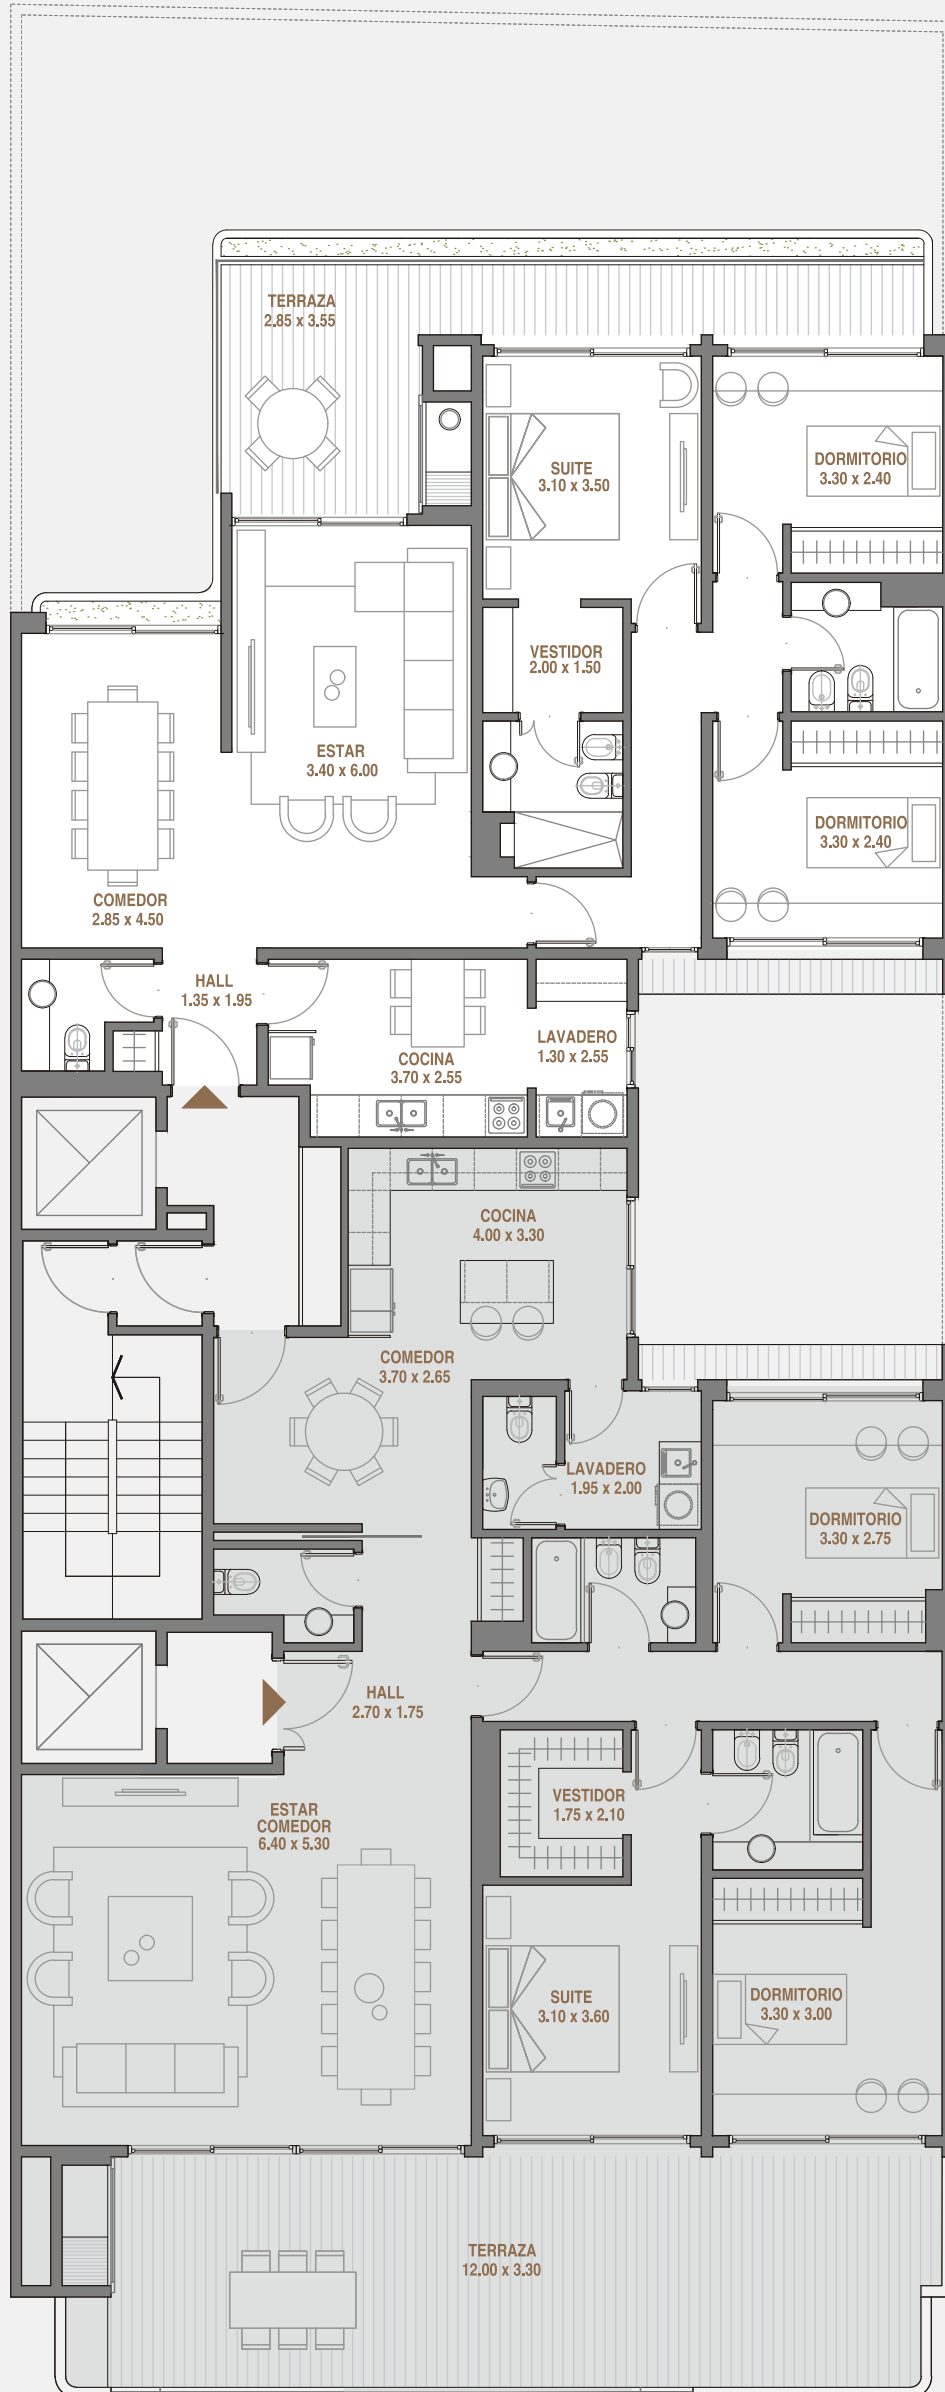 TERRAZA
2.85 x 3.55
SUITE
3.10 x 3.50
DORMITORIO
3.30 x 2.40
VESTIDOR
2.00 x 1.50
ESTAR
3.40 x 6.00
DORMITORIO
3.30 x 2.40
COMEDOR
2.85 x 4.50
HALL
1.35 x 1.95
COCINA
3.70 x 2.55
LAVADERO
1.30 x 2.55
COCINA
4.00 x 3.30
COMEDOR
3.70 x 2.65
LAVADERO
1.95 x 2.00
DORMITORIO
3.30 x 2.75
HALL
2.70 x 1.75
VESTIDOR
1.75 x 2.10
ESTAR
COMEDOR
6.40 x 5.30
SUITE
3.10 x 3.60
DORMITORIO
3.30 x 3.00
TERRAZA
12.00 x 3.30